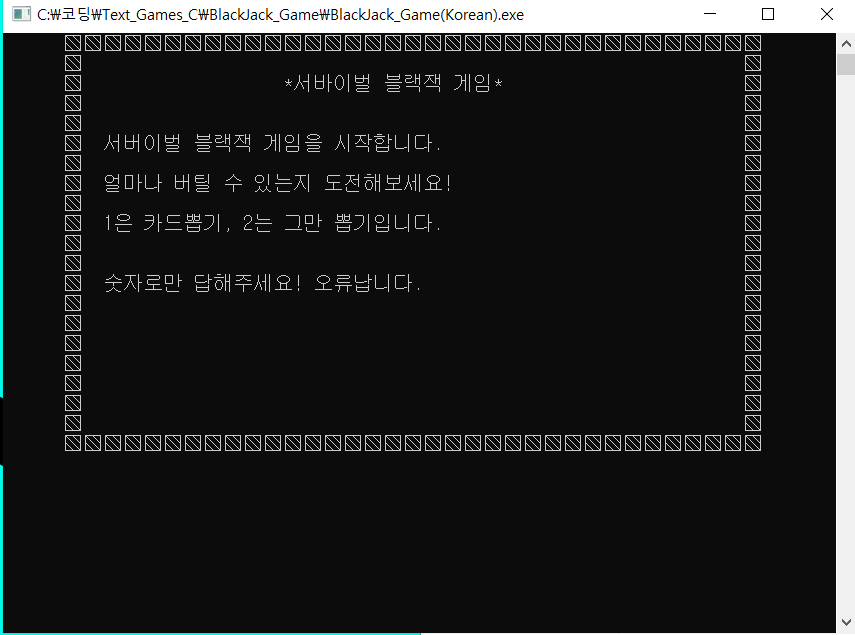 C:₩코딩₩Text_Games_C₩BlackJack_Game₩BlackJack_Game(Korean).exe
*서바이벌 블랙잭 게임*
서버이벌 블랙잭 게임을 시작합니다.
얼마나 버틸 수 있는지 도전해보세요!
1은 카드뽑기, 2는 그만 뽑기입니다.
숫자로만 답해주세요! 오류납니다.